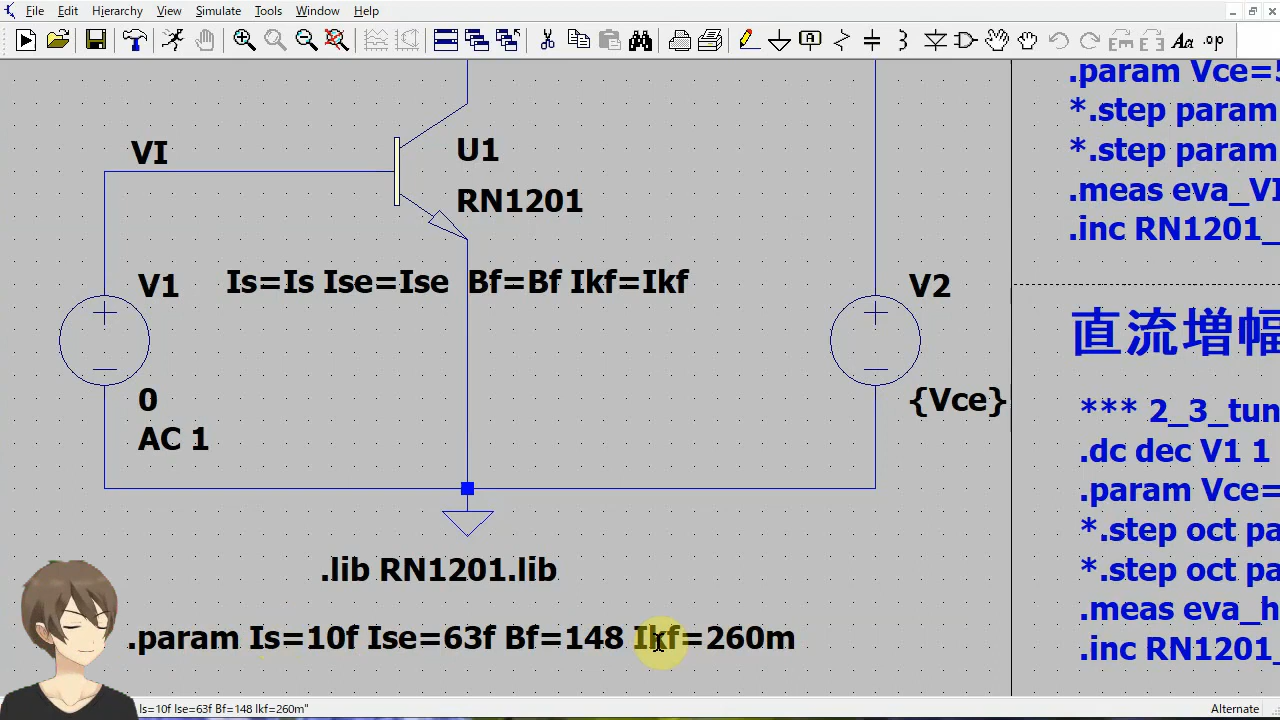 File Edit Hierarchy View Simulate Tools Window Help
.op
VI
U1
RN1201
V1
Is=Is Ise=Ise Bf=Bf Ikf=Ikf
V2
0
AC 1
{Vce}
.lib RN1201.lib
.param Is=10f Ise=63f Bf=148 Ikf=260m
.param Vce=5
*.step param
*.step param
.meas eva_VI
.inc RN1201_
直流増幅
*** 2_3_tun
.dc dec V1 1
.param Vce=
*.step oct pa
*.step oct pa
.meas eva_h
.inc RN1201_
Is=10f Ise=63f Bf=148 Ikf=260m"
Alternate